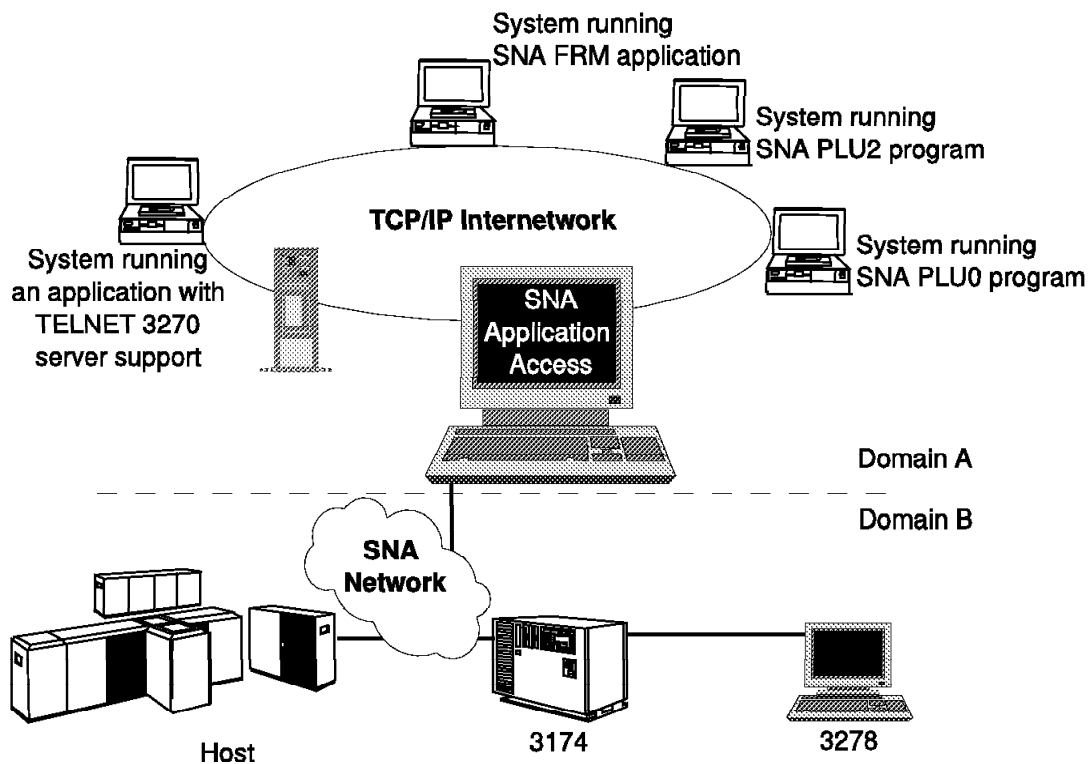 System running
SNA FRM application
System running
SNA PLU2 program
TCP/IP Internetwork
System running
an application with
TELNET 3270
server support
System running
SNA PLU0 program
SNA
Application
Access
Domain A
Domain B
SNA
Network
Host
3174
3278